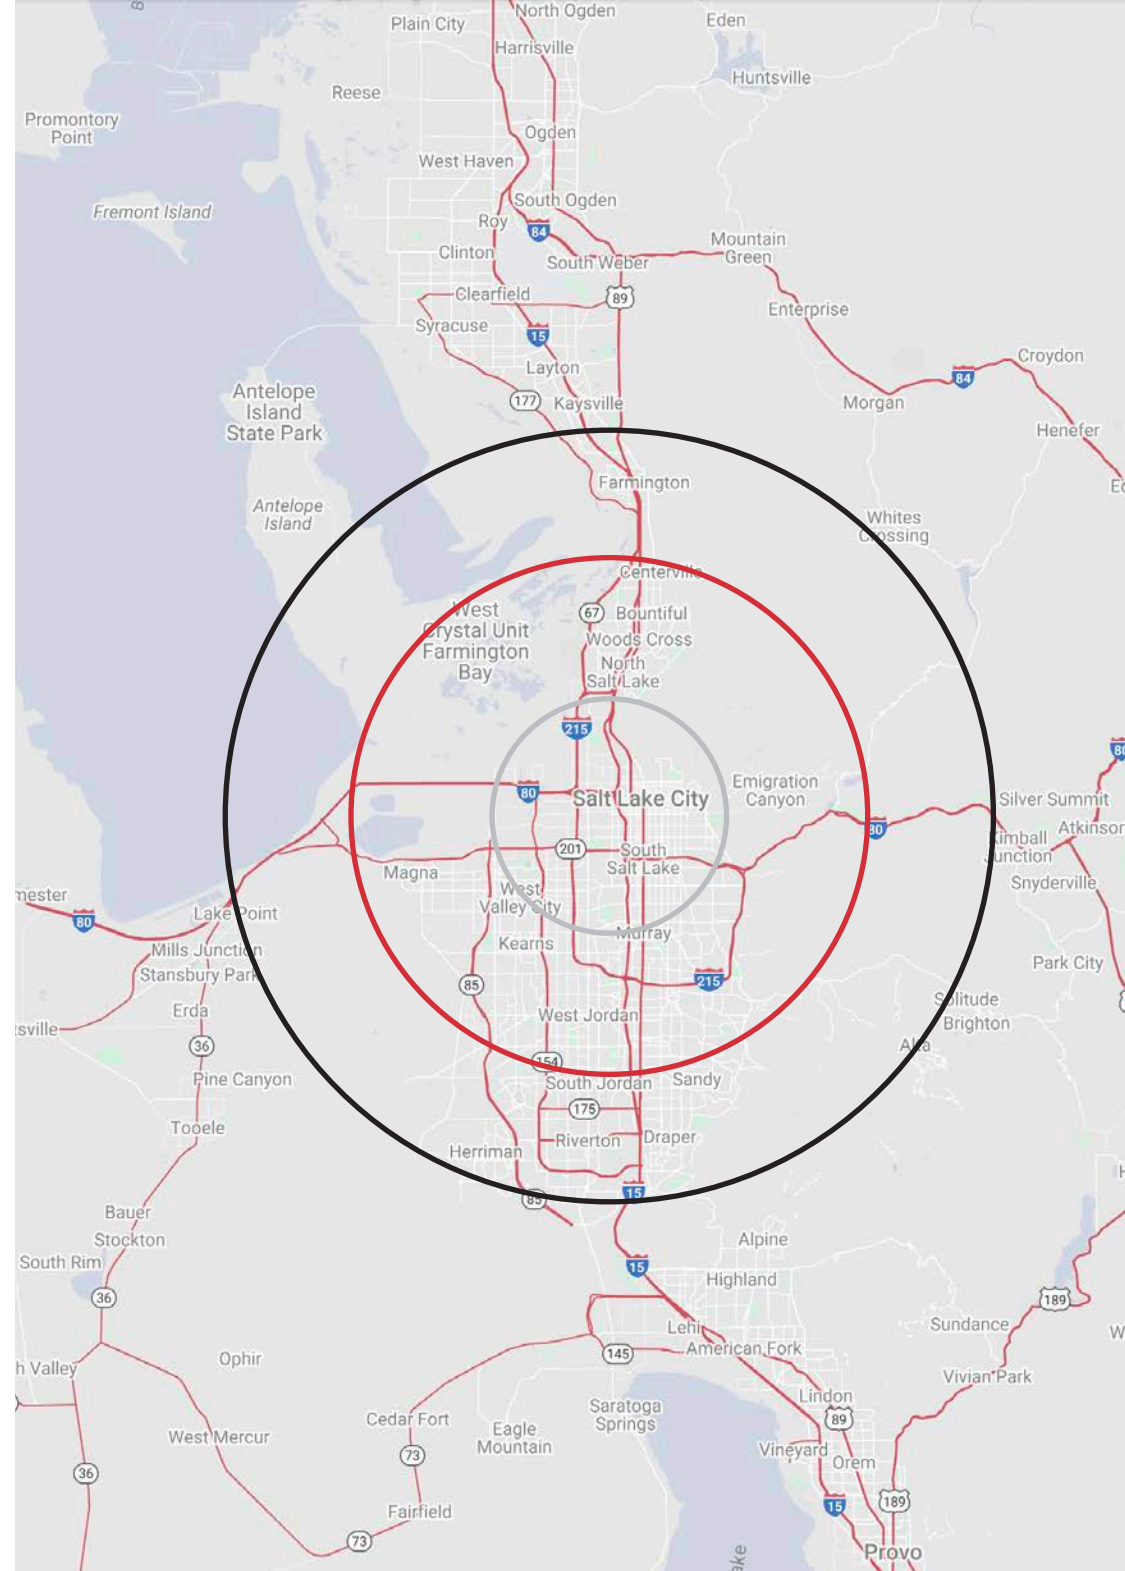 North Ogden
Eden
Plain City
Harrisville
Huntsville
Reese
Promontory
Point
Ogden
West Haven
South Ogden
Fremont Island
Roy
84
Clinton
Mountain
Green
South Weber
Clearfield
89
Enterprise
Syracuse
15
Layton
Croydon
84
Antelope
Island
State Park
177
Kaysville
Morgan
Henefer
Farmington
Antelope
Island
Whites
Crossing
Centerville
West
Crystal Unit
Farmington
Bay
67
Bountiful
Woods Cross
North
Salt Lake
215
80
80
Salt Lake City
Emigration
Canyon
Silver Summit
80
Kimball
Junction
Atkinson
201
South
Salt Lake
Magna
Snyderville
West
Valley City
Lake Point
80
Murray
Kearns
Mills Junction
Stansbury Park
Park City
85
215
Erda
West Jordan
Solitude
Brighton
36
Alta
154
Pine Canyon
South Jordan
Sandy
175
Tooele
Riverton
Draper
Herriman
85
15
Bauer
Stockton
Alpine
South Rim
15
Highland
36
189
Lehi
Sundance
American Fork
145
Ophir
h Valley
Vivian Park
Lindon
Cedar Fort
Saratoga
Springs
89
Eagle
Mountain
West Mercur
Vineyard
73
Orem
36
189
15
Fairfield
73
Provo
ake